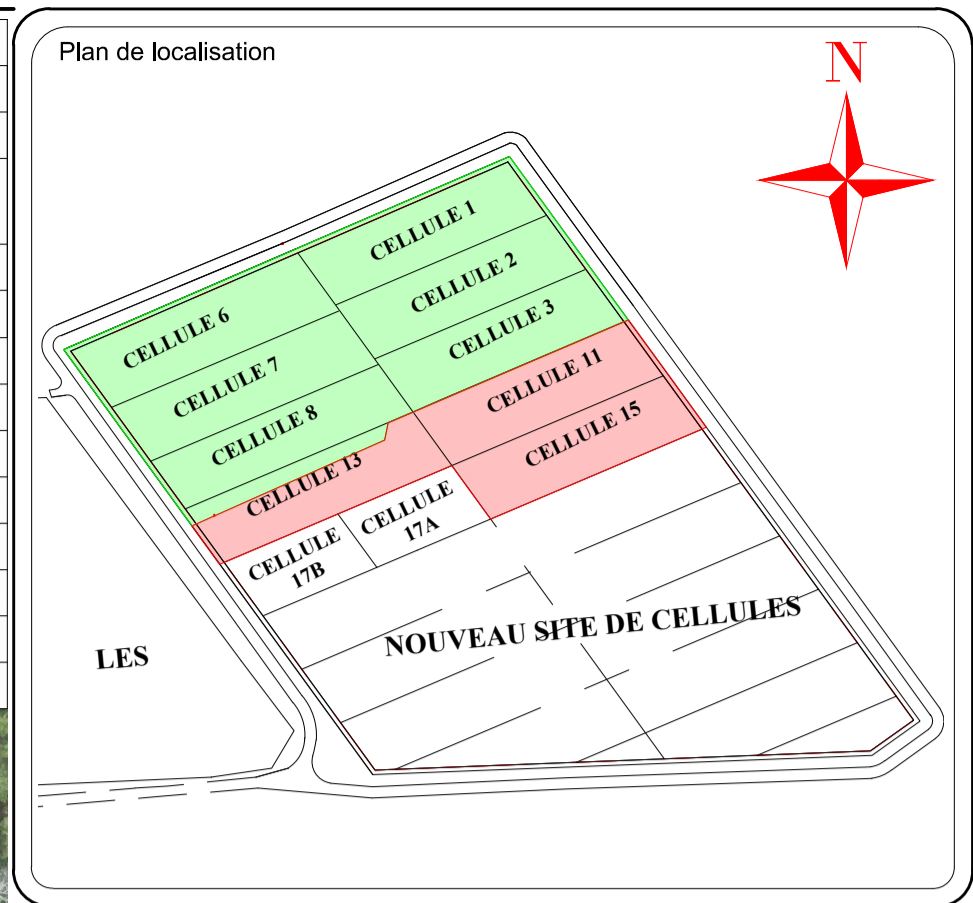 Plan de localisation
N
CELLULE 1
CELLULE 2
CELLULE 6
CELLULE 3
CELLULE 7
CELLULE 11
CELLULE 8
CELLULE 15
CELLULE 13
CELLULE
17A
CELLULE
17B
NOUVEAU SITE DE CELLULES
LES